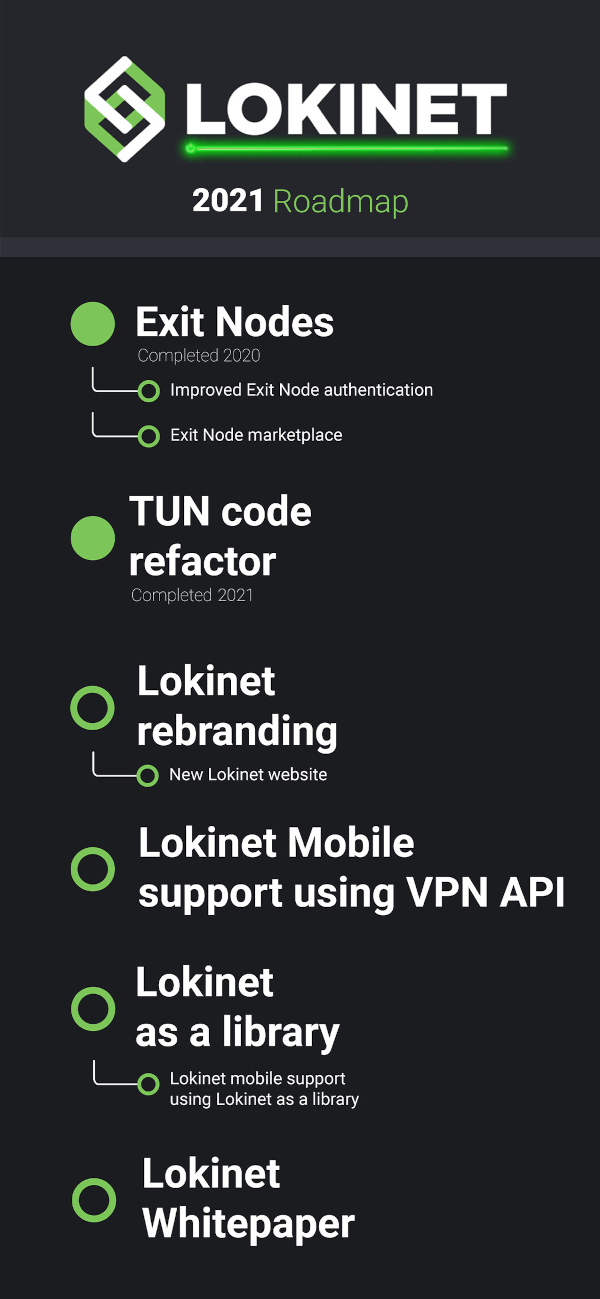 LOKINET
2021 Roadmap
Exit Nodes
Completed 2020
Improved Exit Node authentication
Exit Node marketplace
TUN code
refactor
Completed 2021
Lokinet
rebranding
New Lokinet website
Lokinet Mobile
support using VPN API
Lokinet
as a library
Lokinet mobile support
using Lokinet as a library
Lokinet
Whitepaper